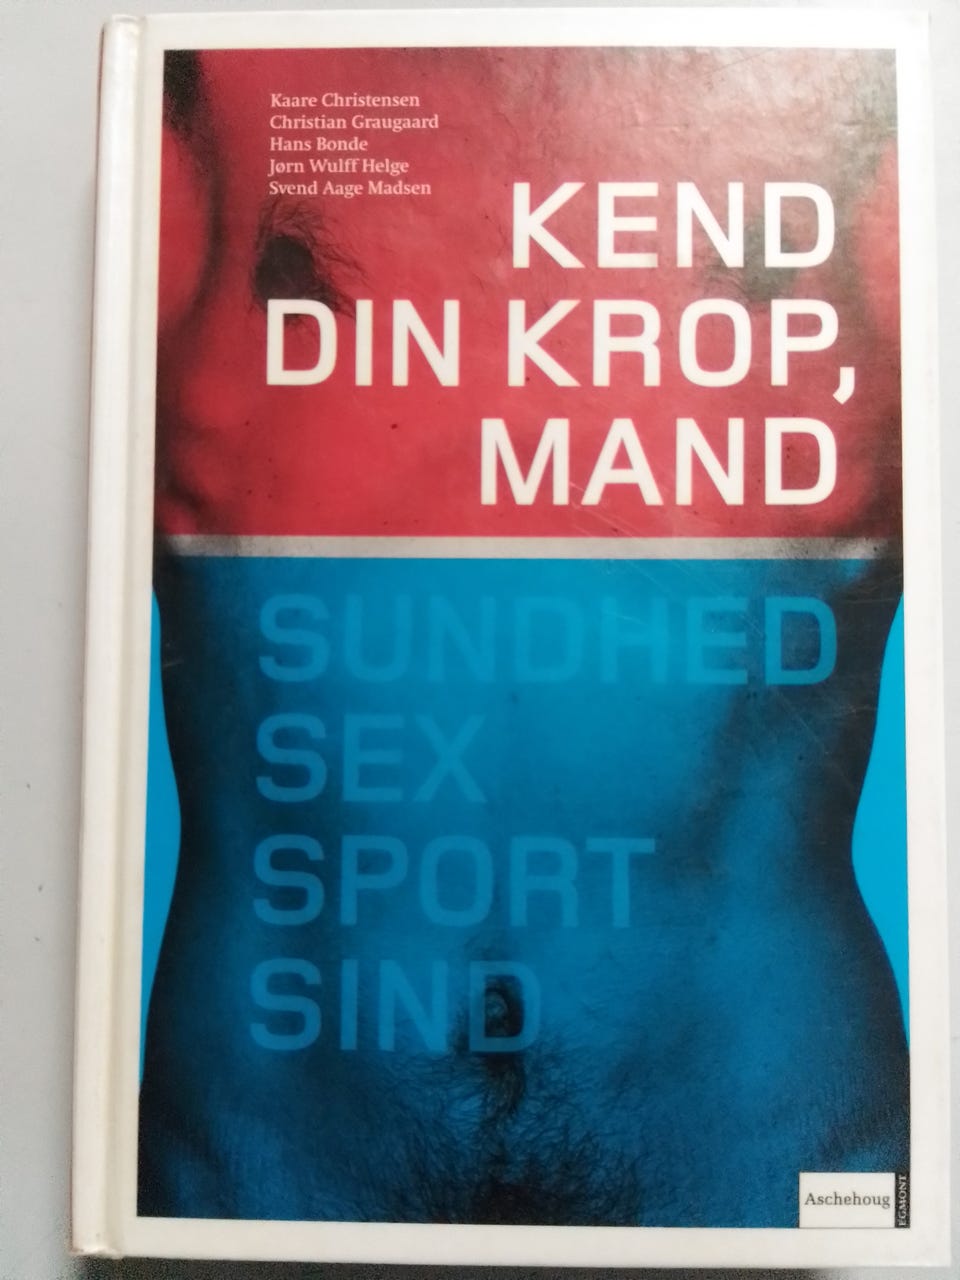 Kaare Christensen
Christian Graugaard
Hans Bonde
Jørn Wulff Helge
Svend Aage Madsen
KEND
DIN KROP,
MAND
SUNDHED
SEX
SPORT
SIND
Aschehoug
EGMONT